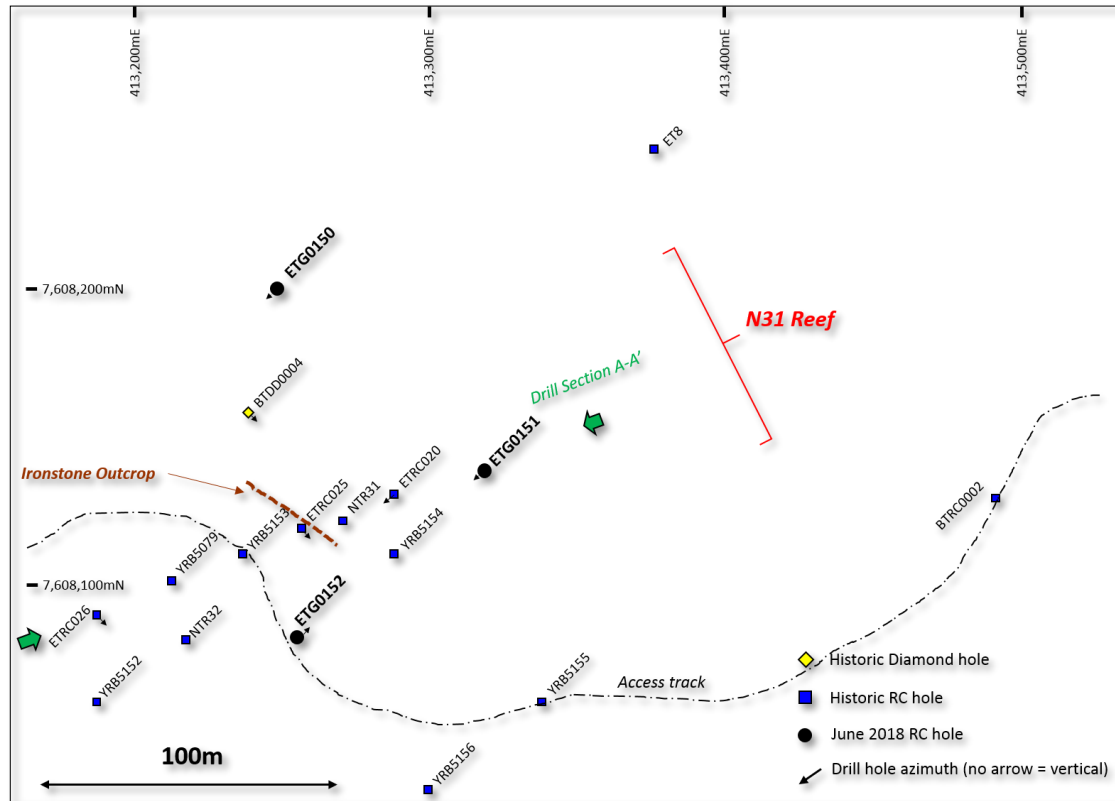 413,200mE
413,300mE
413,400mE
413,500mE
ET8
ETG0150
7,608,200mN
N31 Reef
BTDD0004
Drill Section A-A’
ETG0151
Ironstone Outcrop
ETRC020
ETRC025
NTR31
BTRC0002
YRB5153
YRB5154
YRB5079
7,608,100mN
ETG0152
ETRC026
NTR32
YRB5152
YRB5155
Access track
YRB5156
100m
Historic Diamond hole
Historic RC hole
June 2018 RC hole
Drill hole azimuth (no arrow = vertical)